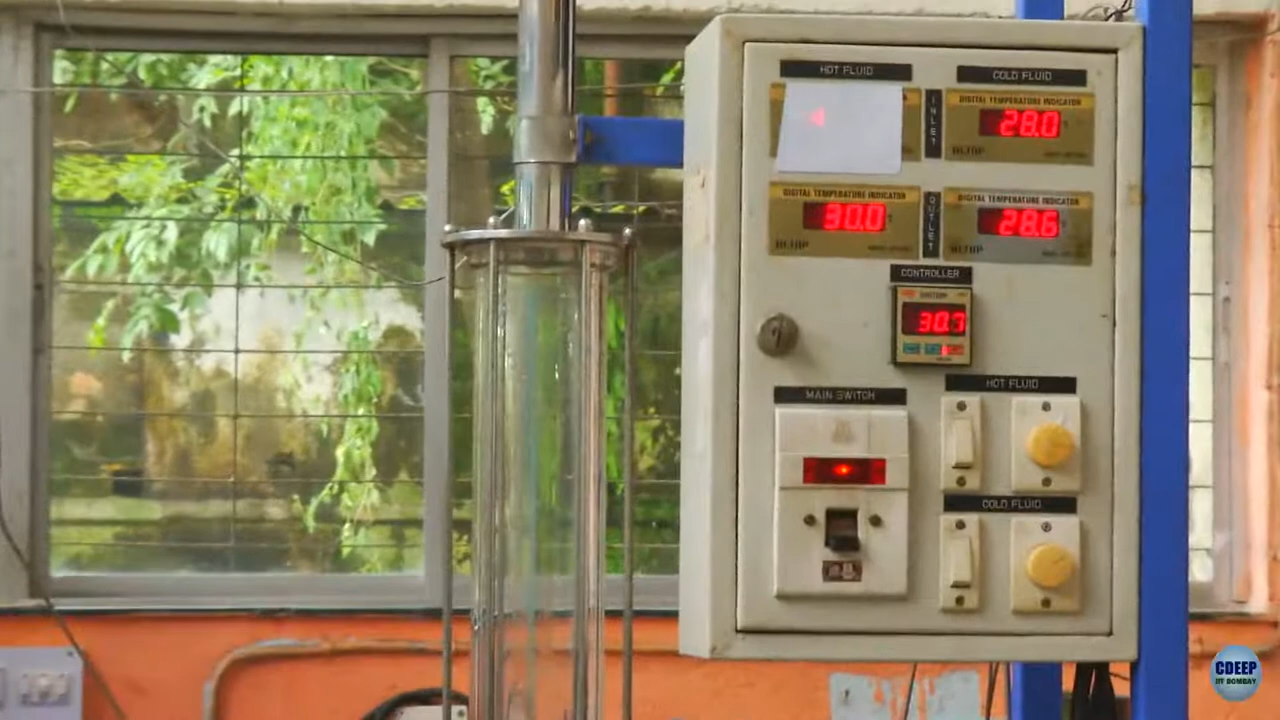 HOT FLUID
COLD FLUID
INLET
DIGITAL TEMPERATURE INDICATOR
28.0
DIGITAL TEMPERATURE INDICATOR
30.0
OUTLET
DIGITAL TEMPERATURE INDICATOR
28.6
CONTROLLER
30.7
HOT FLUID
MAIN SWITCH
COLD FLUID
CDEEP
IIT BOMBAY